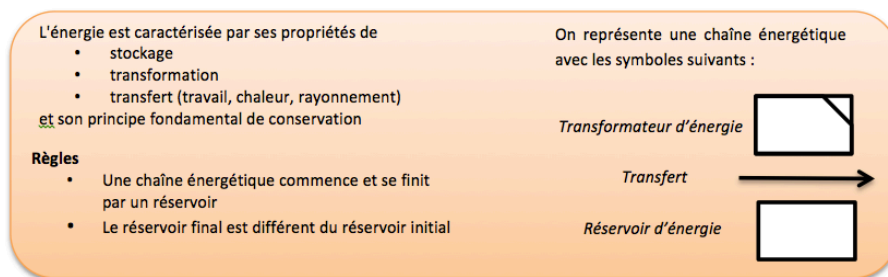 L'énergie est caractérisée par ses propriétés de
• stockage
• transformation
• transfert (travail, chaleur, rayonnement)
et son principe fondamental de conservation
Règles
• Une chaîne énergétique commence et se finit
par un réservoir
• Le réservoir final est différent du réservoir initial
On représente une chaîne énergétique
avec les symboles suivants :
Transformateur d'énergie
Transfert
Réservoir d'énergie